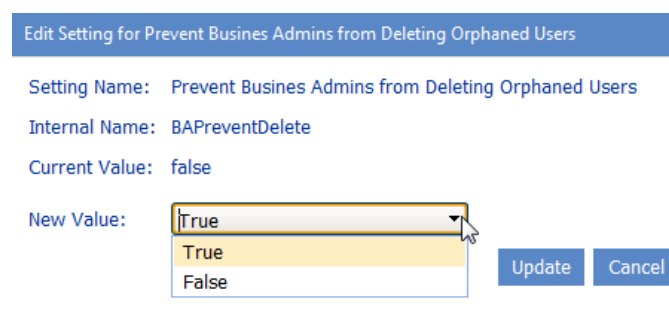 Edit Setting for Prevent Busines Admins from Deleting Orphaned Users
Setting Name: Prevent Busines Admins from Deleting Orphaned Users
Internal Name: BAPreventDelete
Current Value: false
New Value: True
True
False
Update Cancel